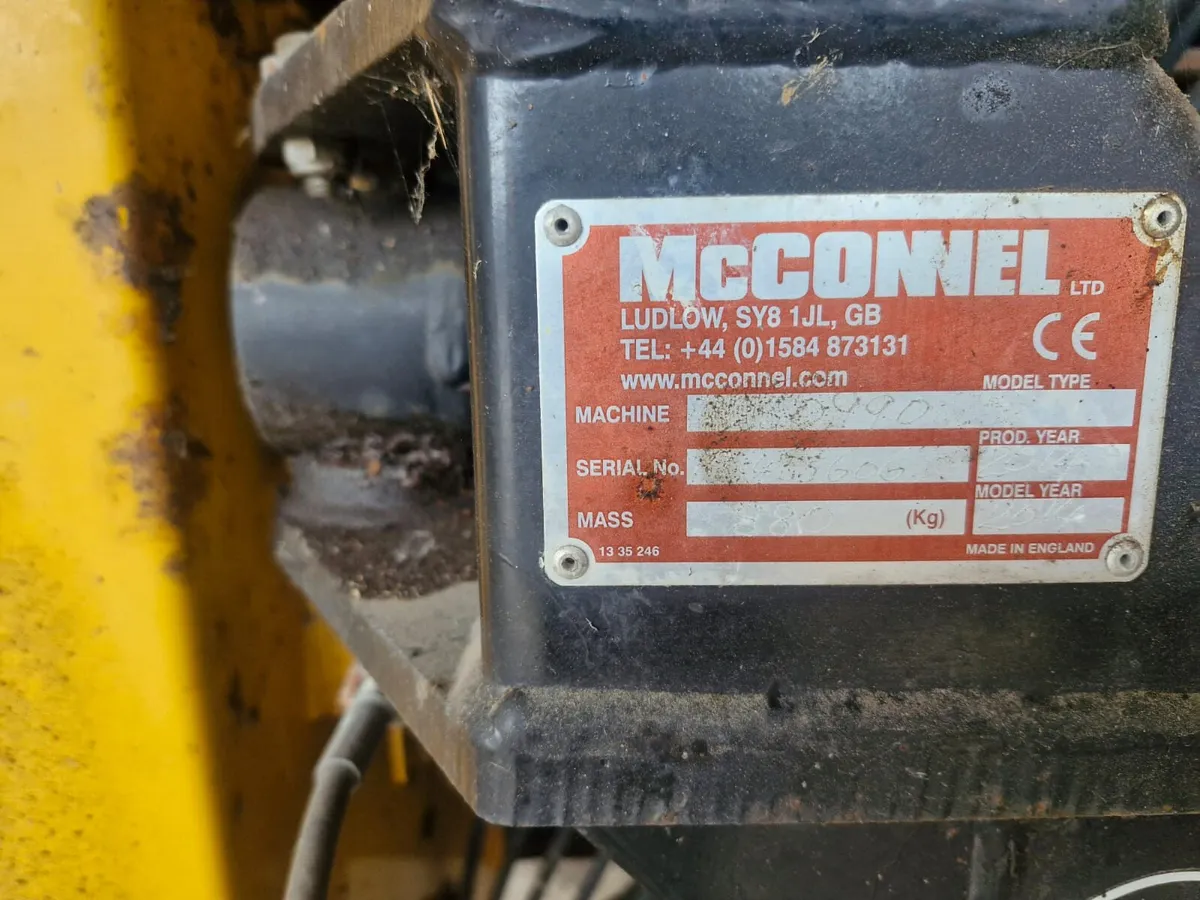 McCONNEL LTD
LUDLOW, SY8 1JL, GB
TEL: +44 (0)1584 873131
www.mcconnel.com
CE
MODEL TYPE
MACHINE
PROD. YEAR
SERIAL No.
MODEL YEAR
MASS (Kg)
13 35 246 MADE IN ENGLAND